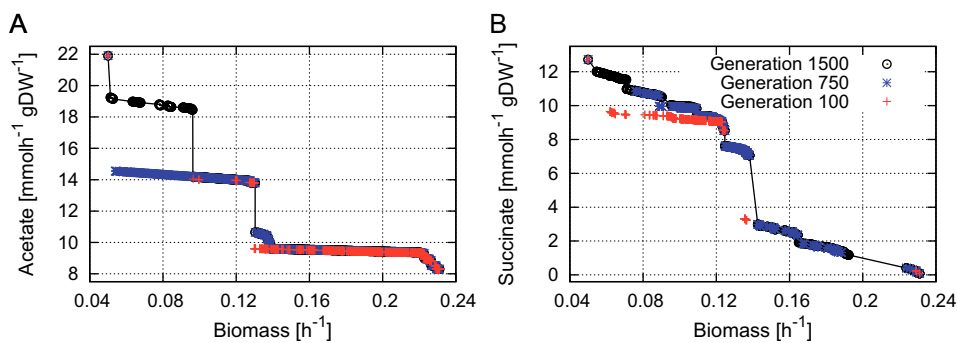 A
Acetate [mmolh⁻¹ gDW⁻¹]
22
20
18
16
14
12
10
8
0.04 0.08 0.12 0.16 0.2 0.24
Biomass [h⁻¹]
B
Succinate [mmolh⁻¹ gDW⁻¹]
12
10
8
6
4
2
0
Generation 1500
Generation 750
Generation 100
0.04 0.08 0.12 0.16 0.2 0.24
Biomass [h⁻¹]